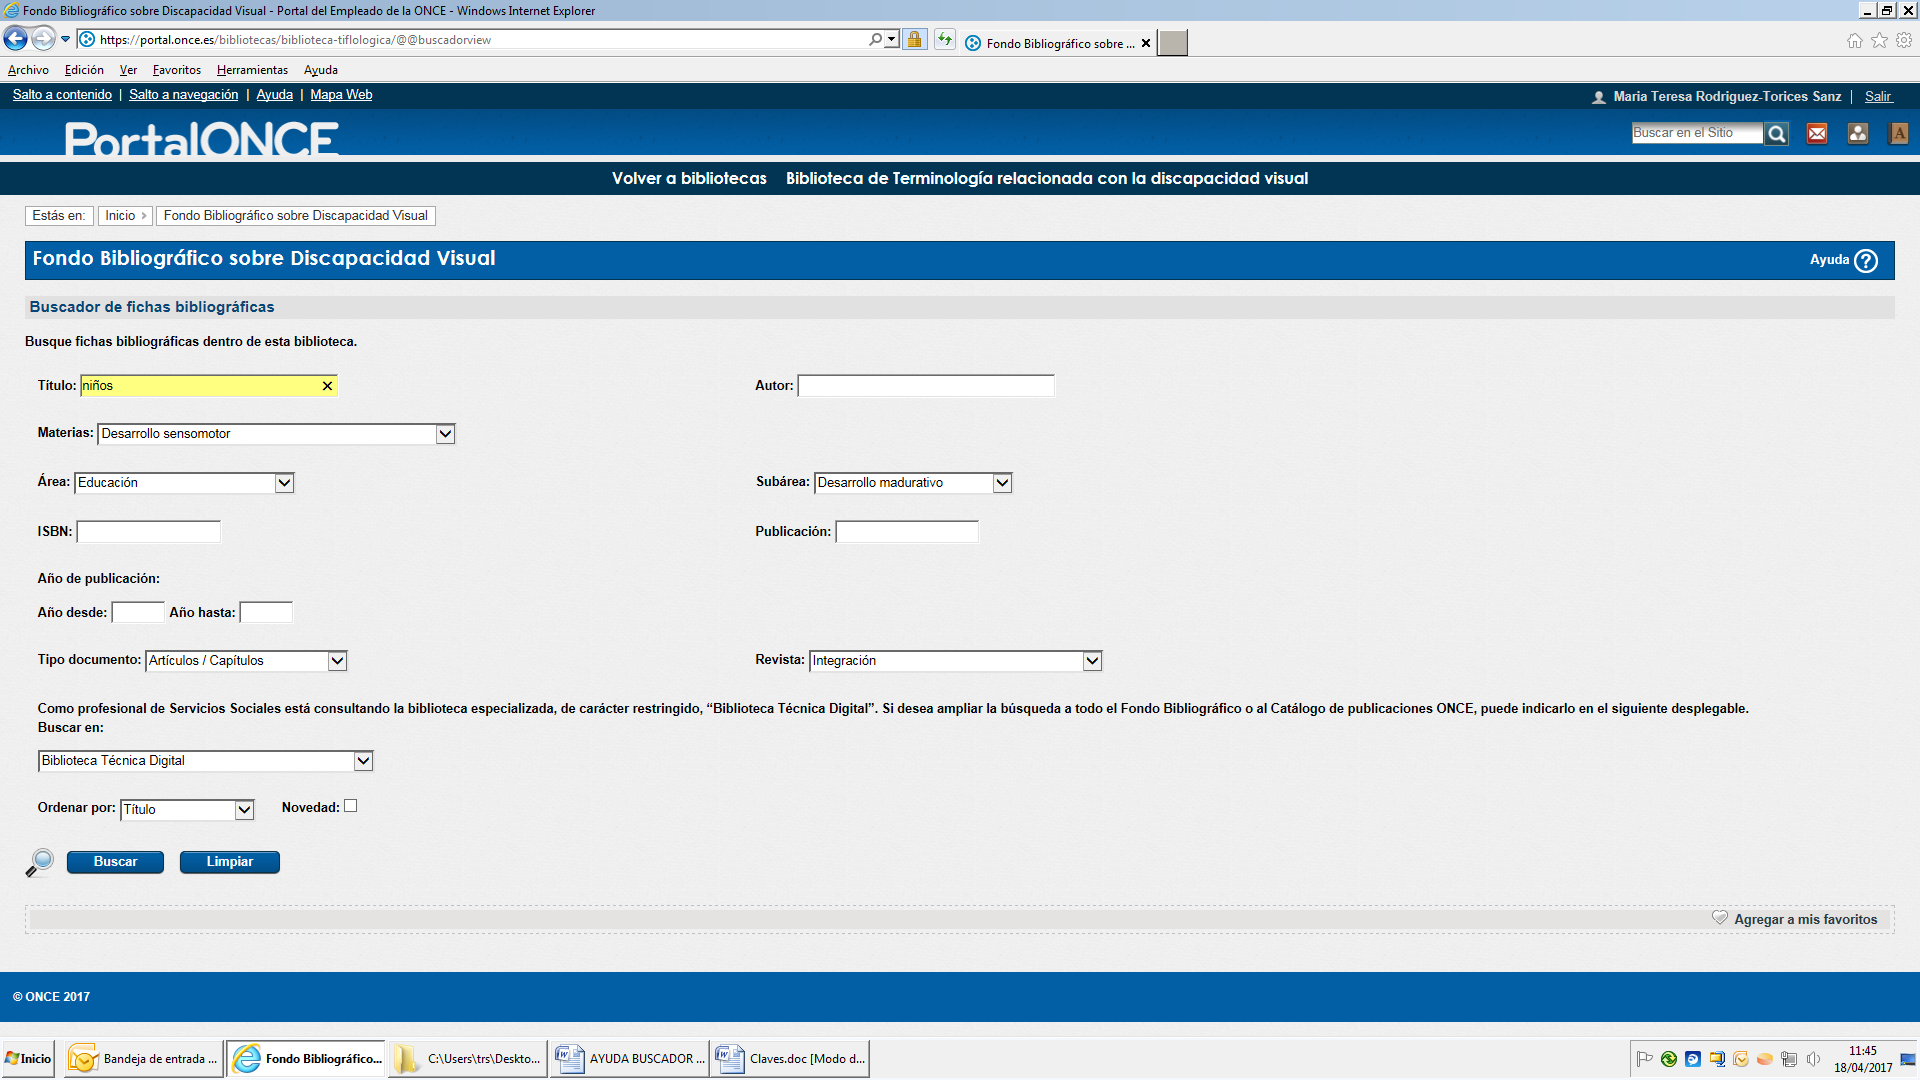 Fondo Bibliográfico sobre Discapacidad Visual - Portal del Empleado de la ONCE - Windows Internet Explorer
https://portal.once.es/bibliotecas/biblioteca-tiflologica/@@buscadorview
Fondo Bibliográfico sobre ...
Archivo Edición Ver Favoritos Herramientas Ayuda
Salto a contenido | Salto a navegación | Ayuda | Mapa Web
Maria Teresa Rodriguez-Torices Sanz | Salir
PortalONCE
Buscar en el Sitio
Volver a bibliotecas Biblioteca de Terminología relacionada con la discapacidad visual
Estás en: Inicio Fondo Bibliográfico sobre Discapacidad Visual
Fondo Bibliográfico sobre Discapacidad Visual
Ayuda ?
Buscador de fichas bibliográficas
Busque fichas bibliográficas dentro de esta biblioteca.
Título: niños
Autor:
Materias: Desarrollo sensomotor
Área: Educación
Subárea: Desarrollo madurativo
ISBN:
Publicación:
Año de publicación:
Año desde: Año hasta:
Tipo documento: Artículos / Capítulos
Revista: Integración
Como profesional de Servicios Sociales está consultando la biblioteca especializada, de carácter restringido, “Biblioteca Técnica Digital”. Si desea ampliar la búsqueda a todo el Fondo Bibliográfico o al Catálogo de publicaciones ONCE, puede indicarlo en el siguiente desplegable.
Buscar en:
Biblioteca Técnica Digital
Ordenar por: Título Novedad:
Buscar Limpiar
Agregar a mis favoritos
© ONCE 2017
Inicio
Bandeja de entrada ...
Fondo Bibliográfico...
C:\Users\trs\Deskto...
AYUDA BUSCADOR ...
Claves.doc [Modo d...
11:45
18/04/2017